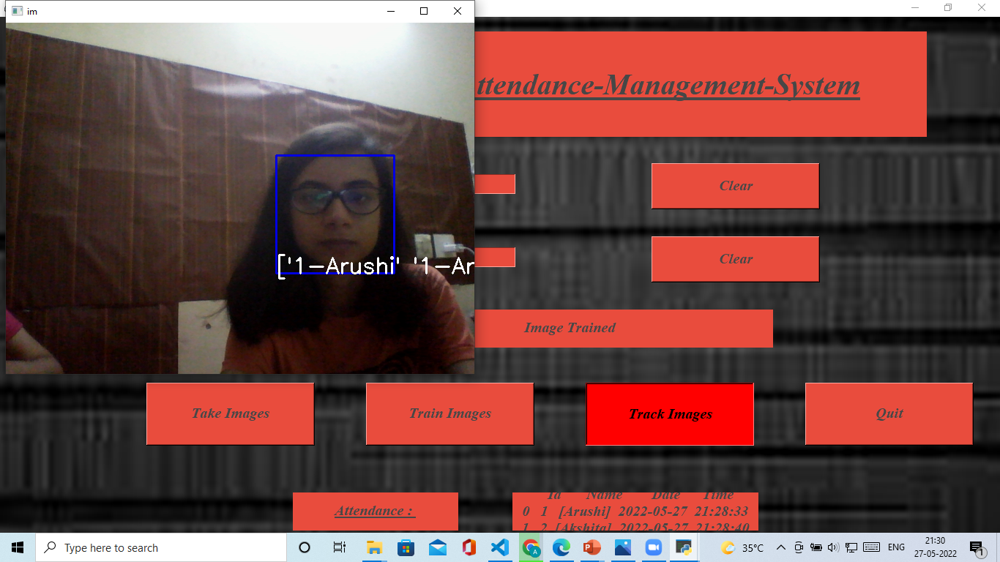 im
ttendance-Management-System
Clear
['1-Arushi' '1-Ar
Clear
Image Trained
Take Images
Train Images
Track Images
Quit
Attendance :
Id Name Date Time
0 1 [Arushi] 2022-05-27 21:28:33
1 2 [Akshita] 2022-05-27 21:28:40
Type here to search
35°C
ENG
21:30
27-05-2022
1